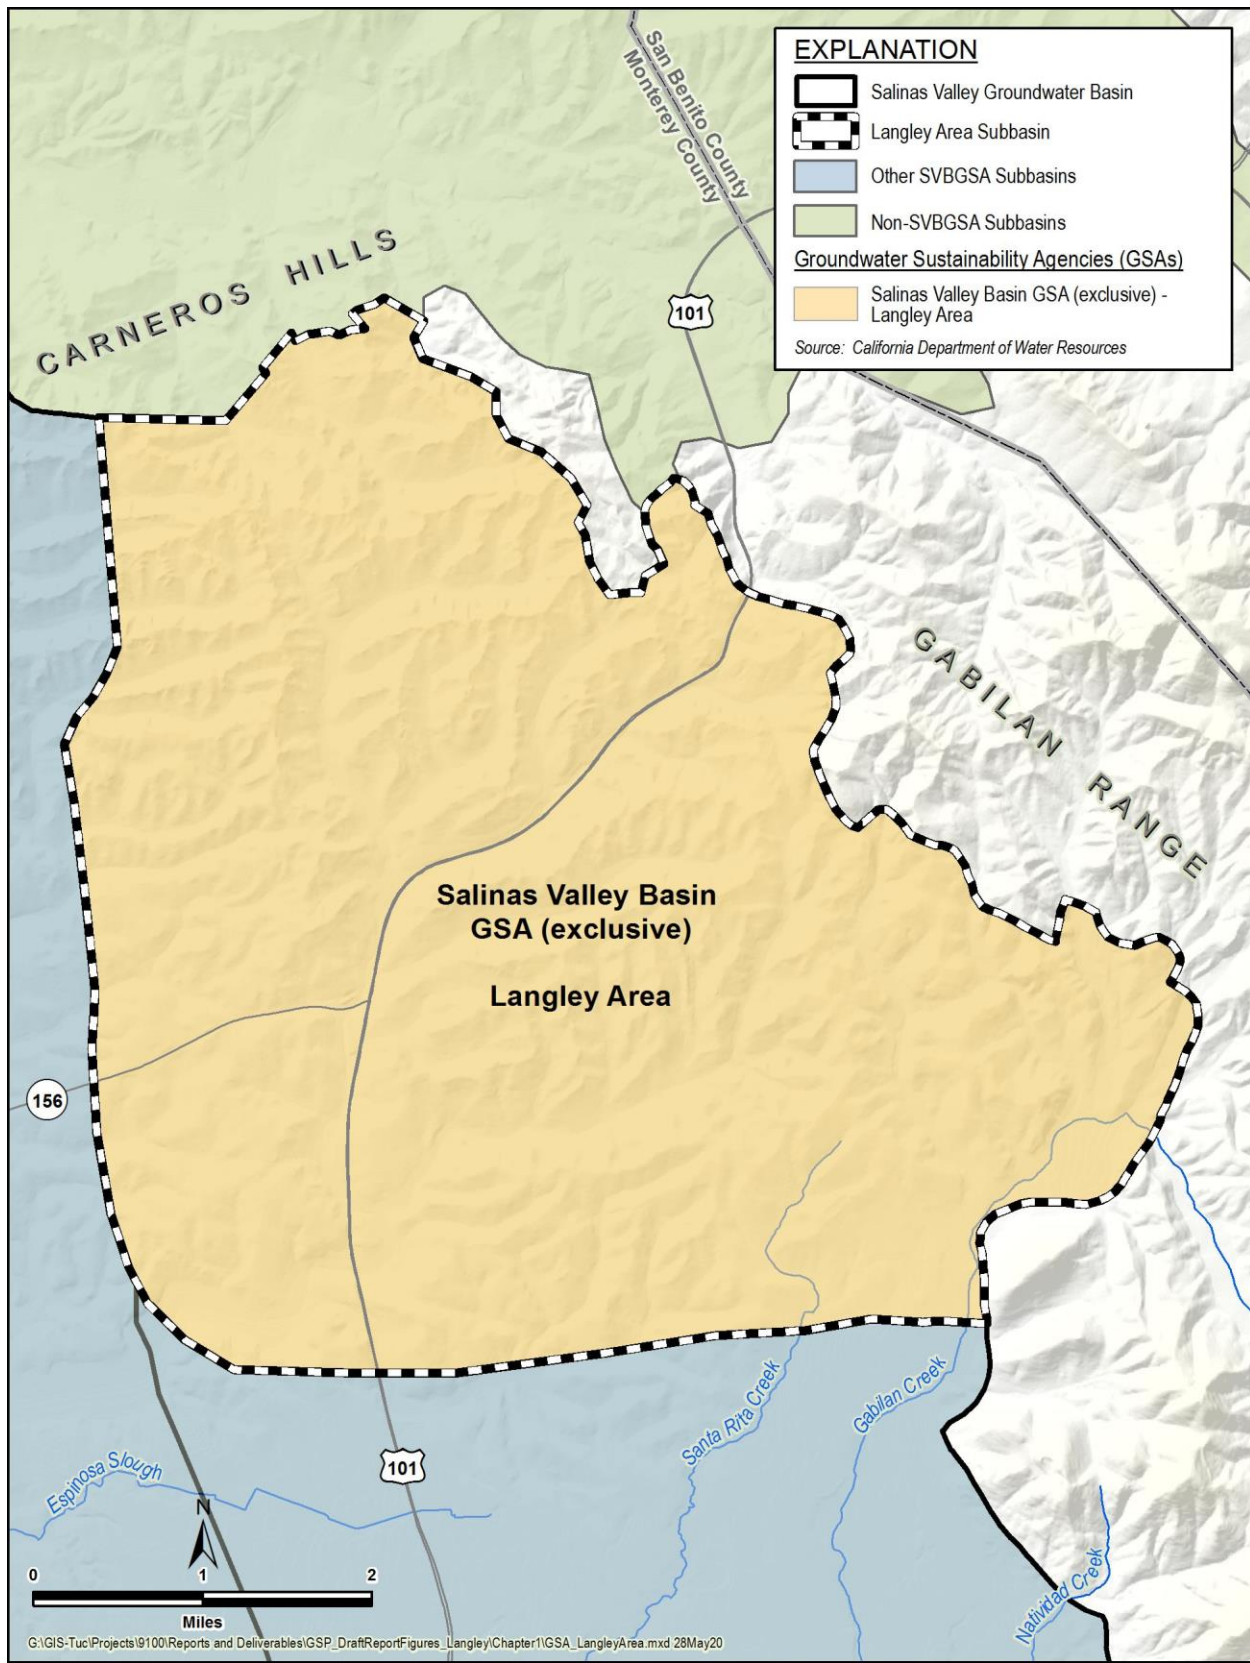 EXPLANATION
Salinas Valley Groundwater Basin
Langley Area Subbasin
Other SVBGSA Subbasins
Non-SVBGSA Subbasins
Groundwater Sustainability Agencies (GSAs)
Salinas Valley Basin GSA (exclusive) -
Langley Area
Source: California Department of Water Resources
San Benito County
Monterey County
CARNEROS HILLS
101
GABILAN RANGE
Salinas Valley Basin
GSA (exclusive)
Langley Area
156
Santa Rita Creek
Gabilan Creek
Espinosa Slough
101
Natividad Creek
N
0 1 2
Miles
G:\GIS-Tuc\Projects\9100\Reports and Deliverables\GSP_DraftReportFigures_Langley\Chapter1\GSA_LangleyArea.mxd 28May20